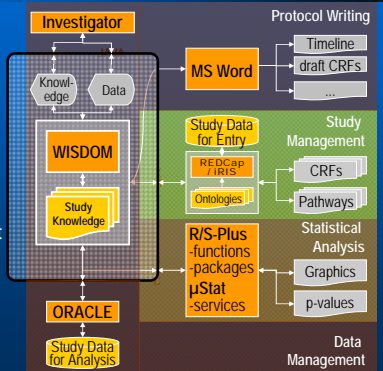 Investigator
Protocol Writing
Knowl-
edge
Data
MS Word
Timeline
draft CRFs
...
WISDOM
Study
Knowledge
Study Data
for Entry
Study
Management
REDCap
/ iRIS
Ontologies
CRFs
Pathways
R/S-Plus
-functions
-packages
µStat
-services
Statistical
Analysis
Graphics
p-values
ORACLE
Study Data
for Analysis
Data
Management